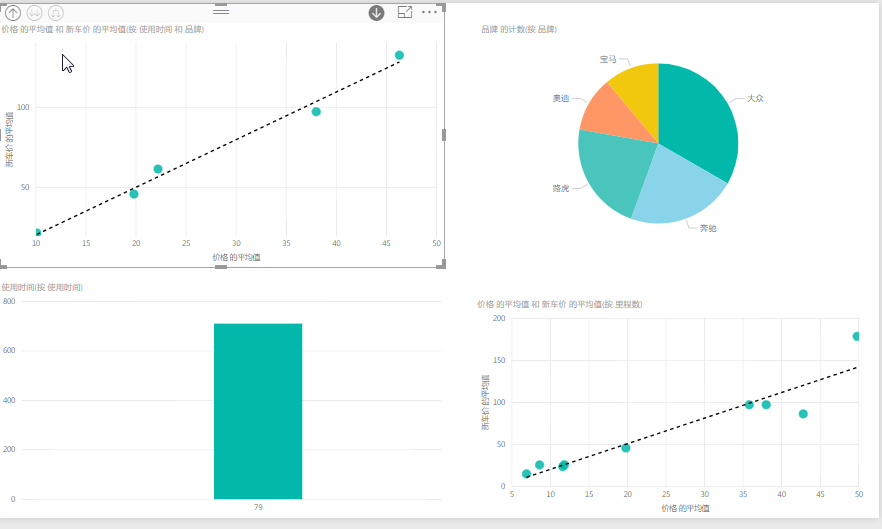 价格 的平均值 和 新车价 的平均值(按 使用时间 和 品牌)
新车价 的平均值
100
50
10 15 20 25 30 35 40 45 50
价格 的平均值
品牌 的计数(按 品牌)
宝马
奥迪
大众
路虎
奔驰
使用时间(按 使用时间)
800
600
400
200
0
79
价格 的平均值 和 新车价 的平均值(按 里程数)
新车价 的平均值
200
150
100
50
0
5 10 15 20 25 30 35 40 45 50
价格 的平均值